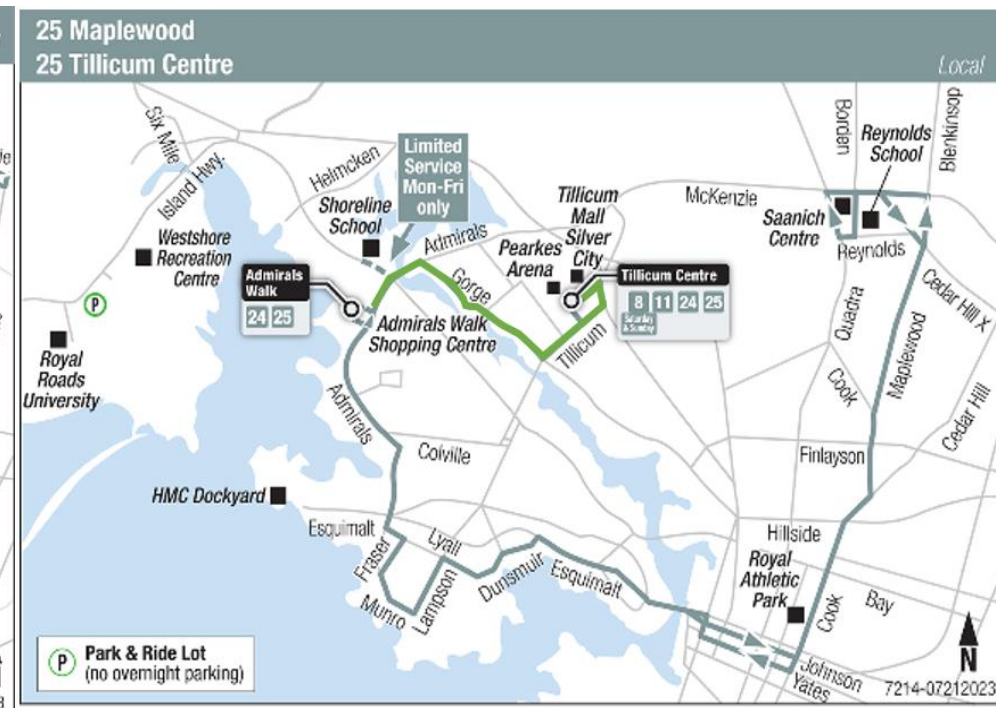 25 Maplewood
25 Tillicum Centre
Local
Six Mile
Island Hwy.
Helmcken
Limited
Service
Mon-Fri
only
Shoreline
School
Admirals
Gorge
Tillicum
Mall
Silver
City
Pearkes
Arena
McKenzie
Borden
Reynolds
School
Blenkinsop
Saanich
Centre
Reynolds
Westshore
Recreation
Centre
Admirals
Walk
24 25
Tillicum Centre
8 11 24 25
Saturday
& Sunday
P
Admirals Walk
Shopping Centre
Tillicum
Quadra
Cedar Hill X
Maplewood
Royal
Roads
University
Admirals
Cook
Cedar Hill
Colville
Finlayson
HMC Dockyard
Esquimalt
Lyall
Fraser
Munro
Lampson
Dunsmuir
Esquimalt
Hillside
Royal
Athletic
Park
Cook
Bay
Johnson
Yates
N
P Park & Ride Lot
(no overnight parking)
7214-07212023